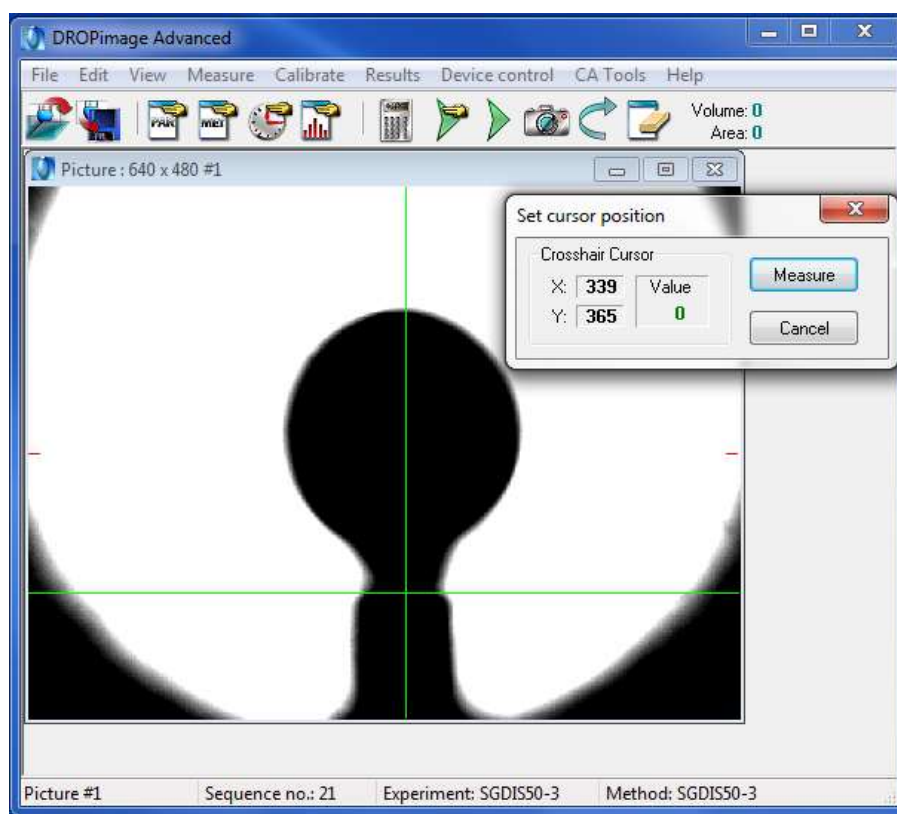 DROPimage Advanced
File Edit View Measure Calibrate Results Device control CA Tools Help
PAR MET Volume: 0
Area: 0
Picture : 640 x 480 #1
Set cursor position
Crosshair Cursor
X: 339 Value Measure
Y: 365 0
Cancel
Picture #1 Sequence no.: 21 Experiment: SGDIS50-3 Method: SGDIS50-3